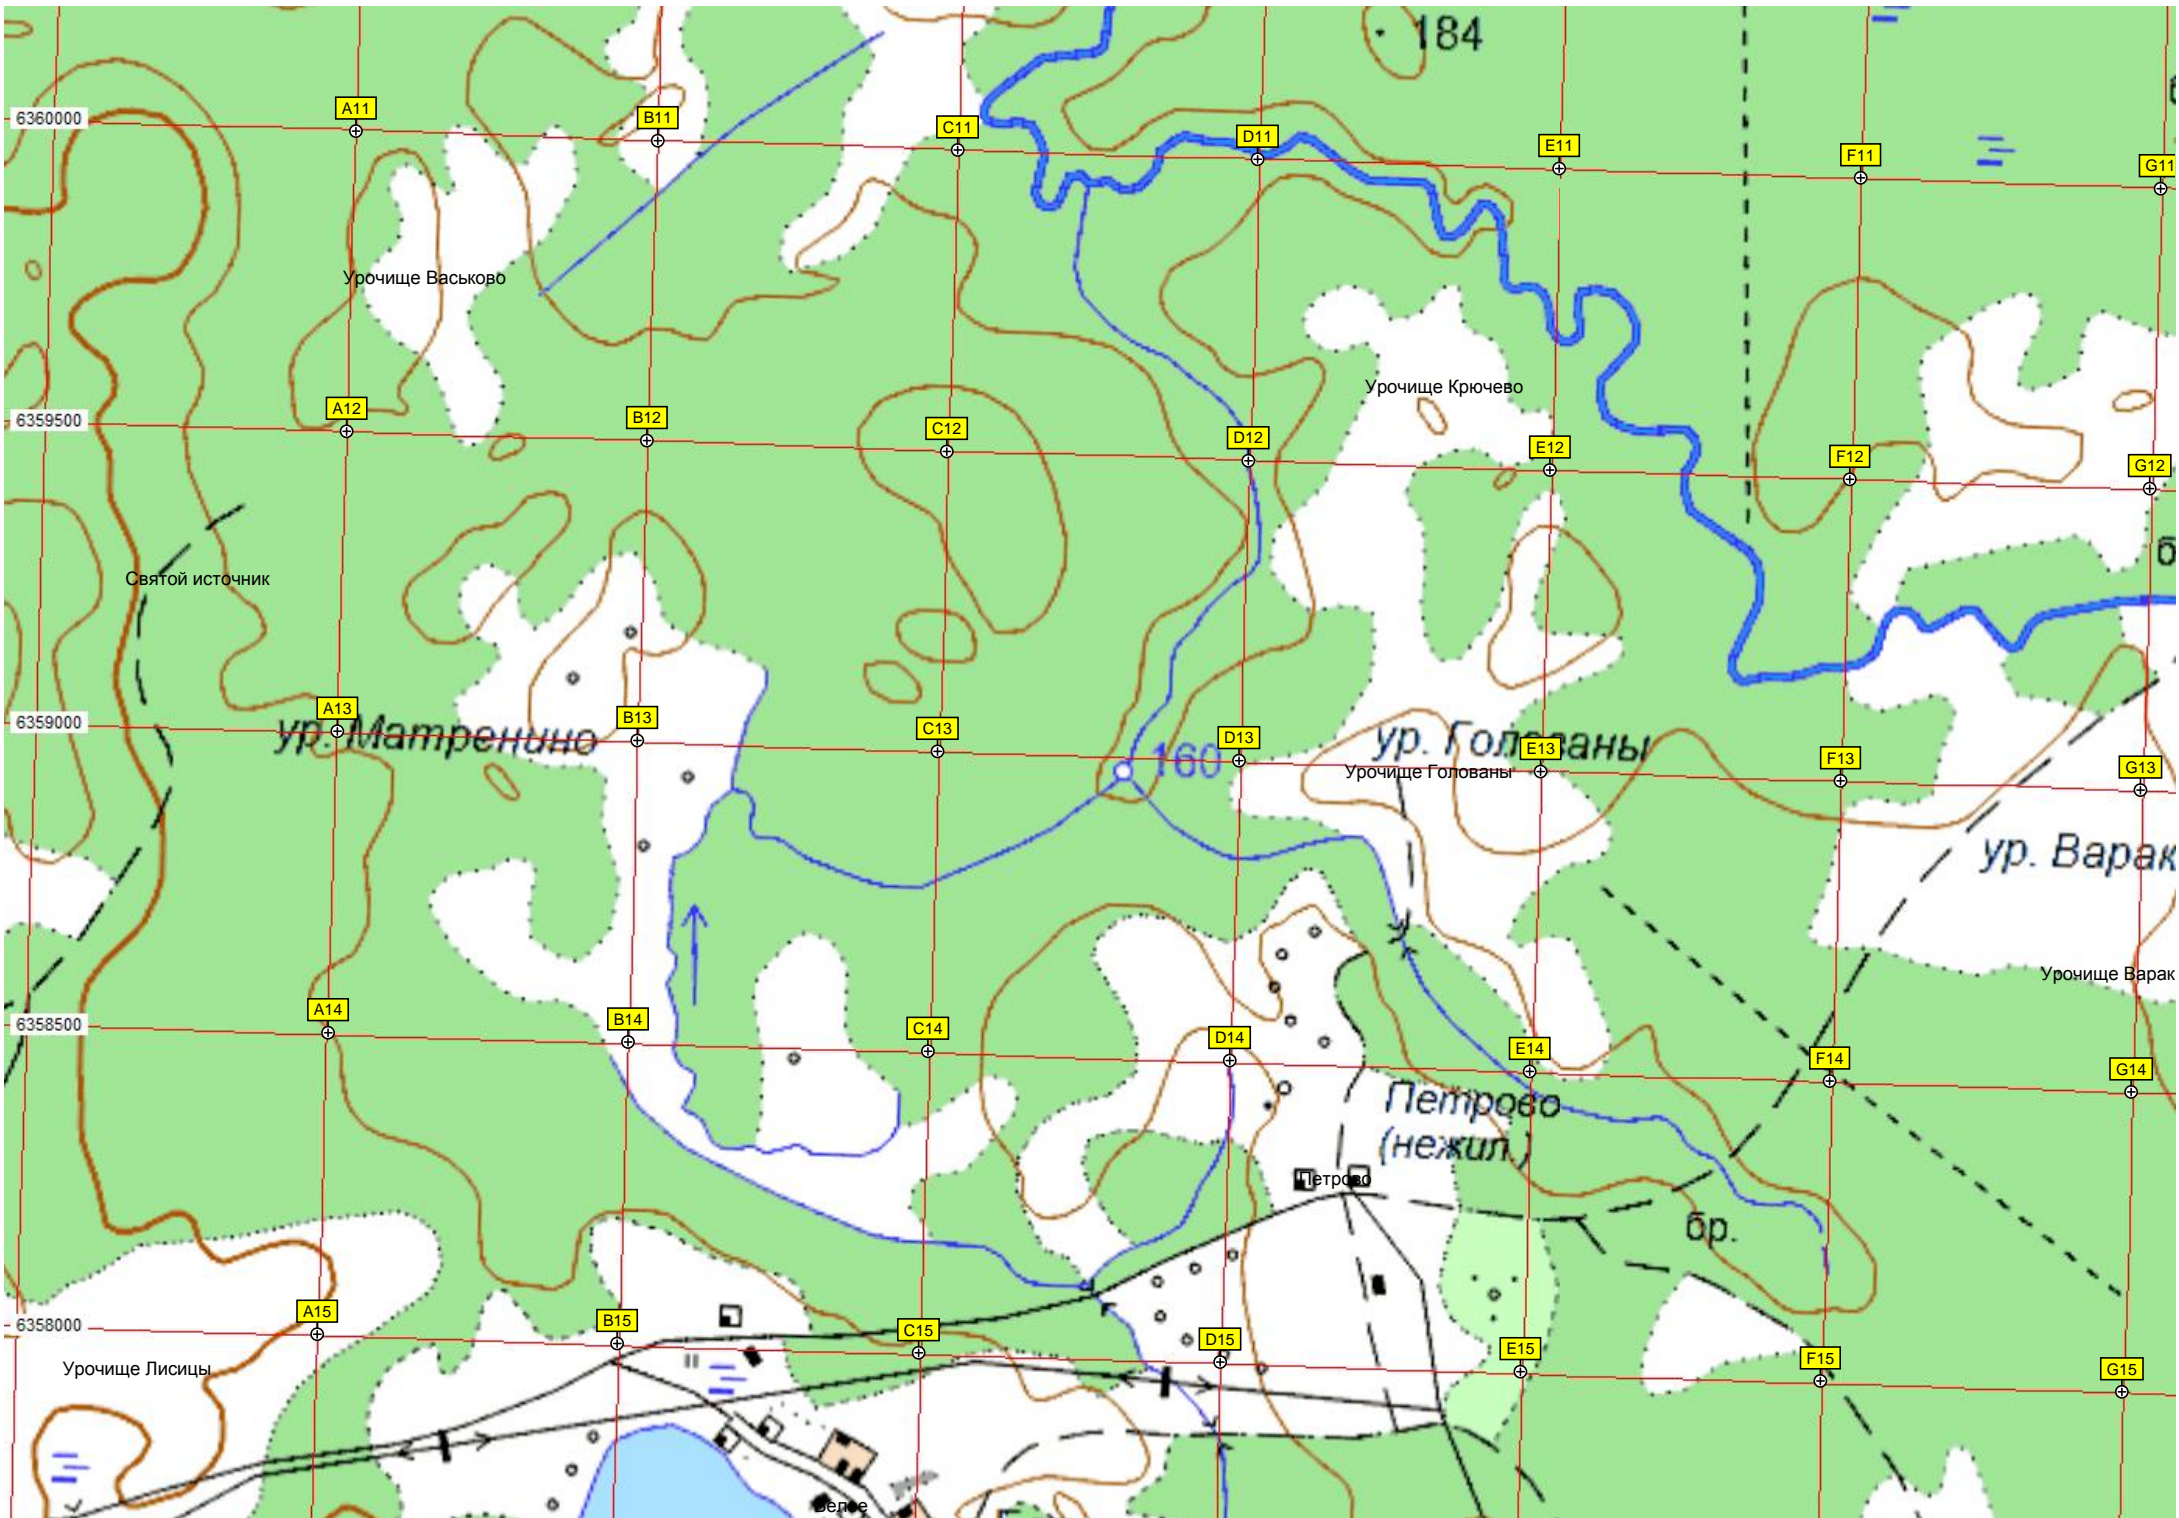 184
6360000
A11
B11
C11
D11
E11
F11
G11
Урочище Васьково
Урочище Крючево
6359500
A12
B12
C12
D12
E12
F12
G12
Святой источник
6359000
A13
ур. Матренино
B13
C13
160
D13
ур. Голованы
E13
Урочище Голованы
F13
G13
ур. Варак
Урочище Варак
6358500
A14
B14
C14
D14
E14
F14
G14
Петрово
(нежил.)
Петрово
бр.
6358000
A15
B15
C15
D15
E15
F15
G15
Урочище Лисицы
Белое